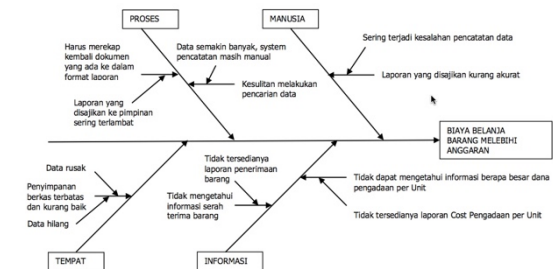 PROSES
MANUSIA
Harus merekap
kembali dokumen
yang ada ke dalam
format laporan
Data semakin banyak, system
pencatatan masih manual
Sering terjadi kesalahan pencatatan data
Laporan yang disajikan kurang akurat
Kesulitan melakukan
pencarian data
Laporan yang
disajikan ke pimpinan
sering terlambat
BIAYA BELANJA
BARANG MELEBIHI
ANGGARAN
Data rusak
Penyimpanan
berkas terbatas
dan kurang baik
Data hilang
Tidak tersedianya
laporan penerimaan
barang
Tidak mengetahui
informasi serah
terima barang
Tidak dapat mengetahui informasi berapa besar dana
pengadaan per Unit
Tidak tersedianya laporan Cost Pengadaan per Unit
TEMPAT
INFORMASI